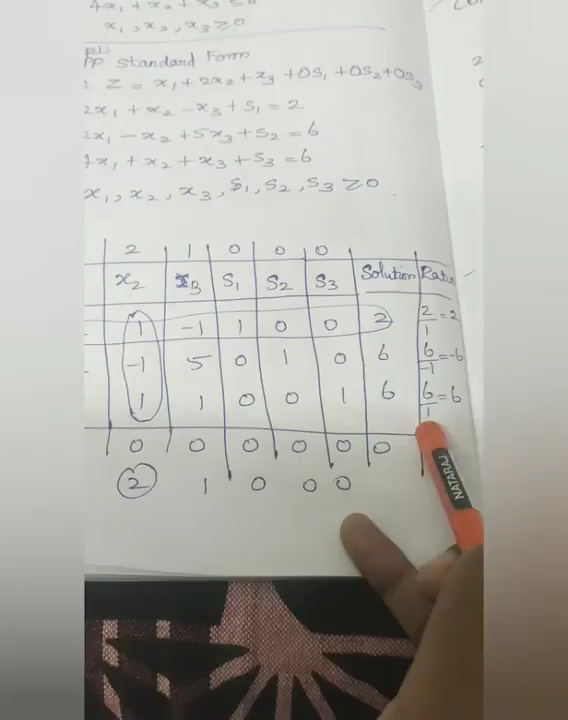 4x₁ + x₂ + x₃ ≤ 6
x₁, x₂, x₃ ≥ 0
Standard Form
Z = x₁ + 2x₂ + x₃ + 0S₁ + 0S₂ + 0S₃
2x₁ + x₂ - x₃ + S₁ = 2
2x₁ - x₂ + 5x₃ + S₂ = 6
4x₁ + x₂ + x₃ + S₃ = 6
x₁, x₂, x₃, S₁, S₂, S₃ ≥ 0.
2 1 0 0 0
x₂ x₃ S₁ S₂ S₃ Solution Ratio
1 -1 1 0 0 2 2/1 = 2
-1 5 0 1 0 6 6/-1 = -6
1 1 0 0 1 6 6/1 = 6
0 0 0 0 0 0
2 1 0 0 0
NATARAJ